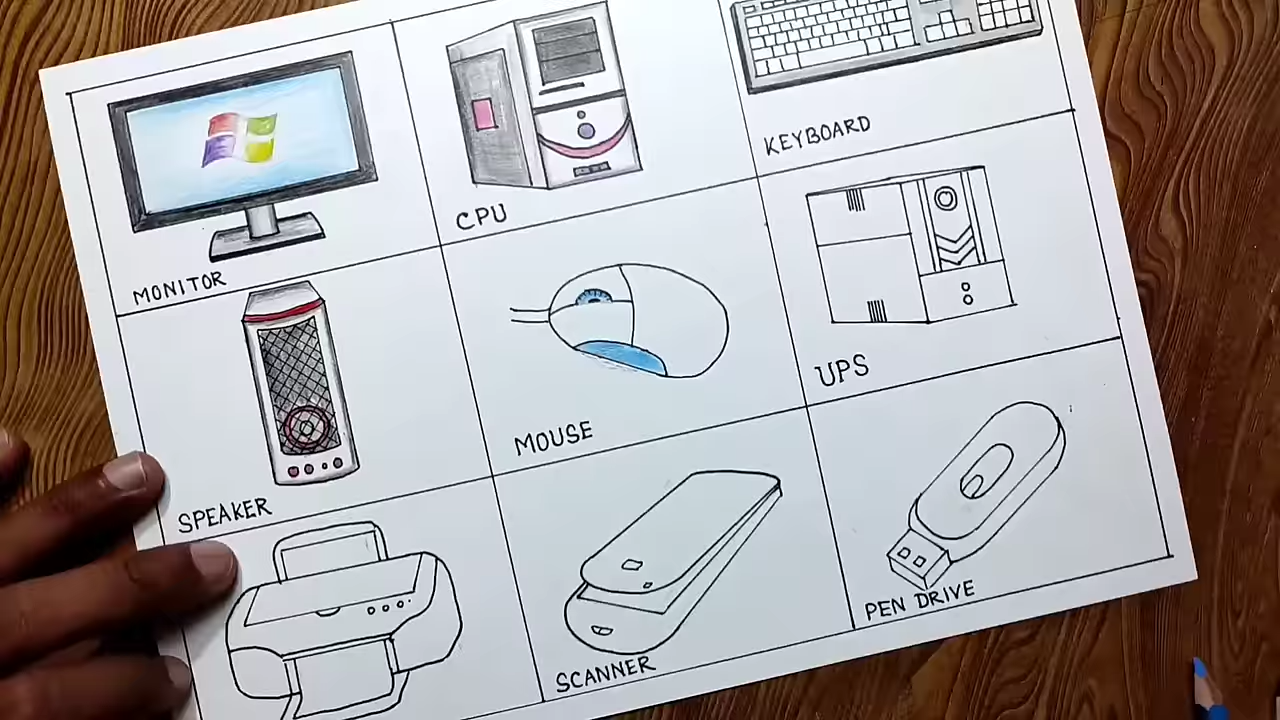 MONITOR
CPU
KEYBOARD
SPEAKER
MOUSE
UPS
SCANNER
PEN DRIVE